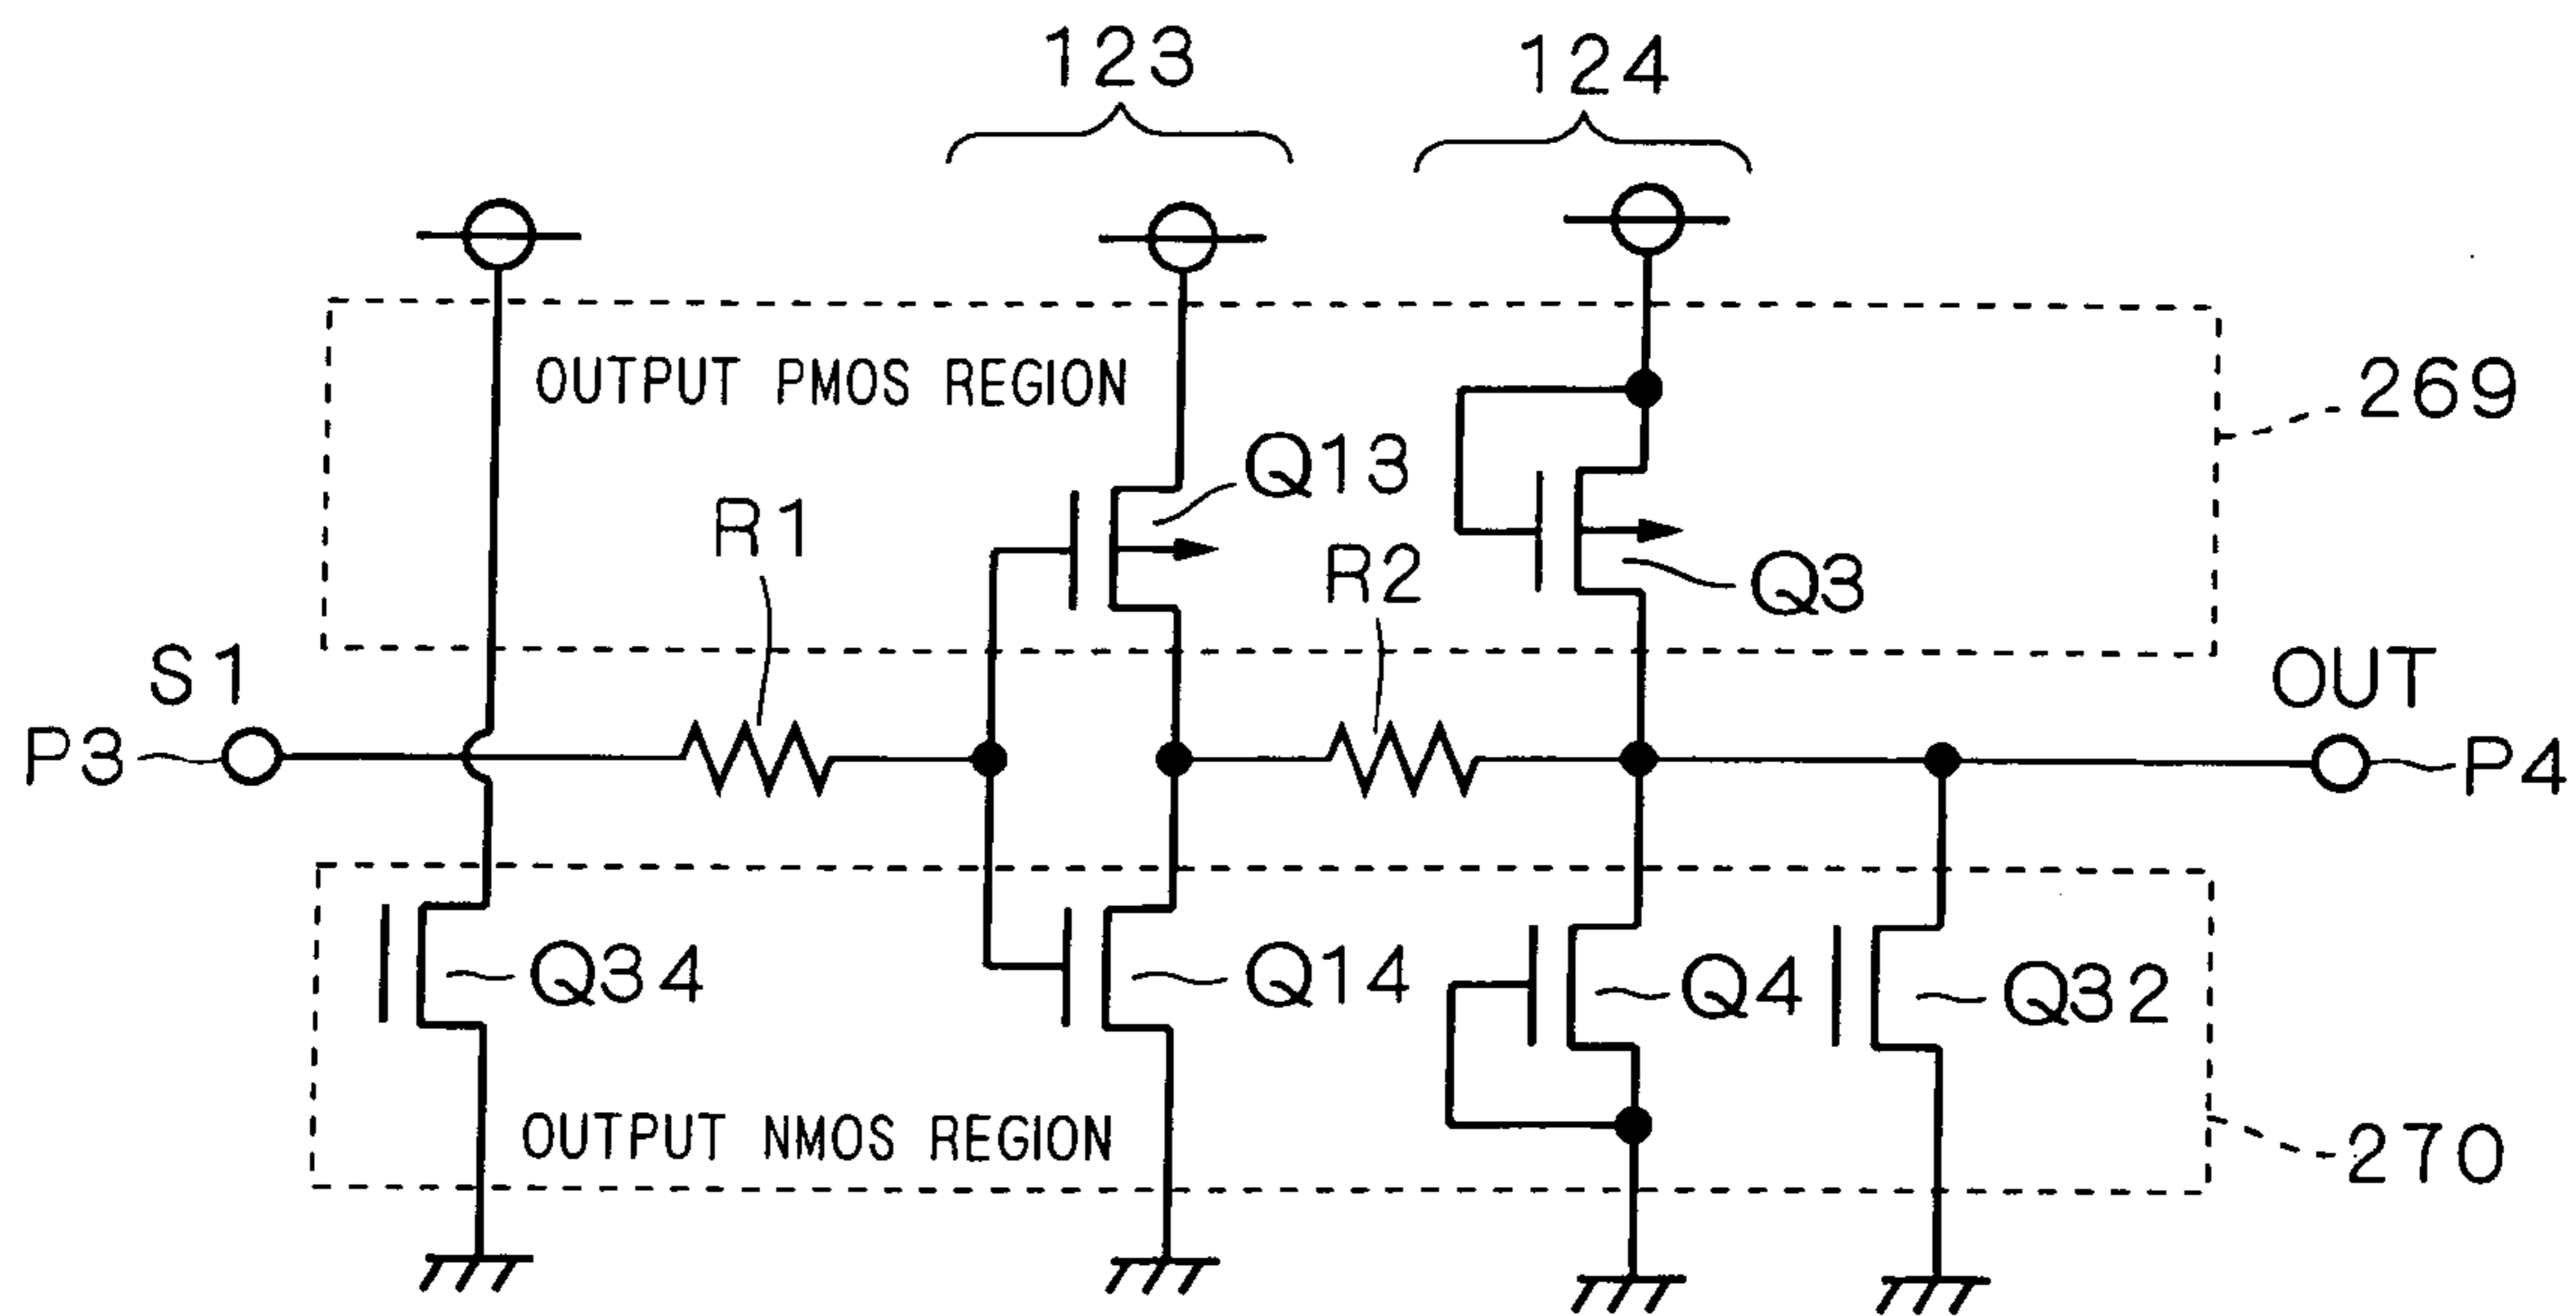 123
124
OUTPUT PMOS REGION
269
Q13
R1
R2
Q3
S1
OUT
P3
P4
Q34
Q14
Q4
Q32
OUTPUT NMOS REGION
270